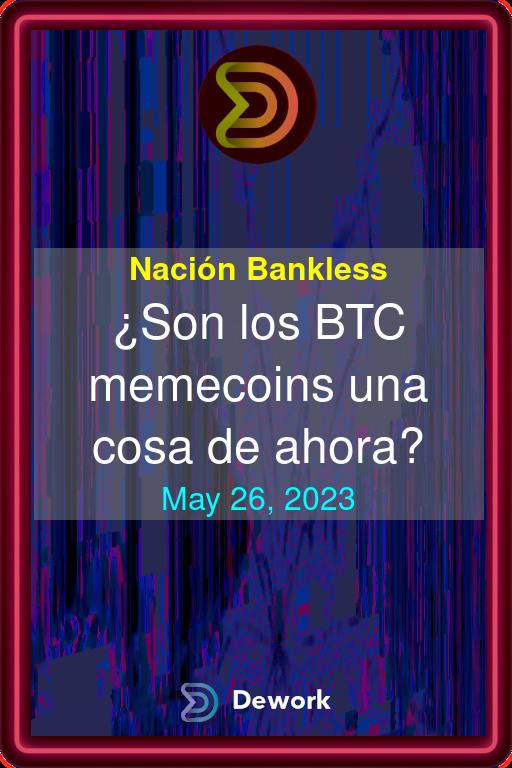 Nación Bankless
¿Son los BTC
memecoins una
cosa de ahora?
May 26, 2023
Dework